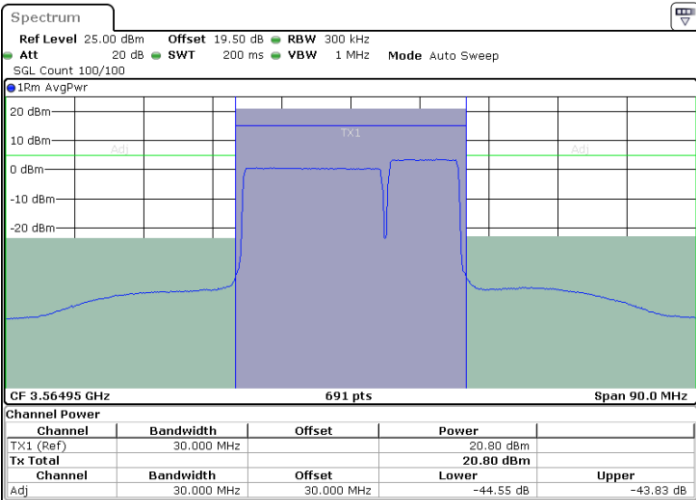 Spectrum
Ref Level 25.00 dBm Offset 19.50 dB RBW 300 kHz
Att 20 dB SWT 200 ms VBW 1 MHz Mode Auto Sweep
SGL Count 100/100
1Rm AvgPwr
20 dBm
TX1
10 dBm
Adj Adj
0 dBm
-10 dBm
-20 dBm
CF 3.56495 GHz 691 pts Span 90.0 MHz
Channel Power
Channel Bandwidth Offset Power
TX1 (Ref) 30.000 MHz 20.80 dBm
Tx Total 20.80 dBm
Channel Bandwidth Offset Lower Upper
Adj 30.000 MHz 30.000 MHz -44.55 dB -43.83 dB